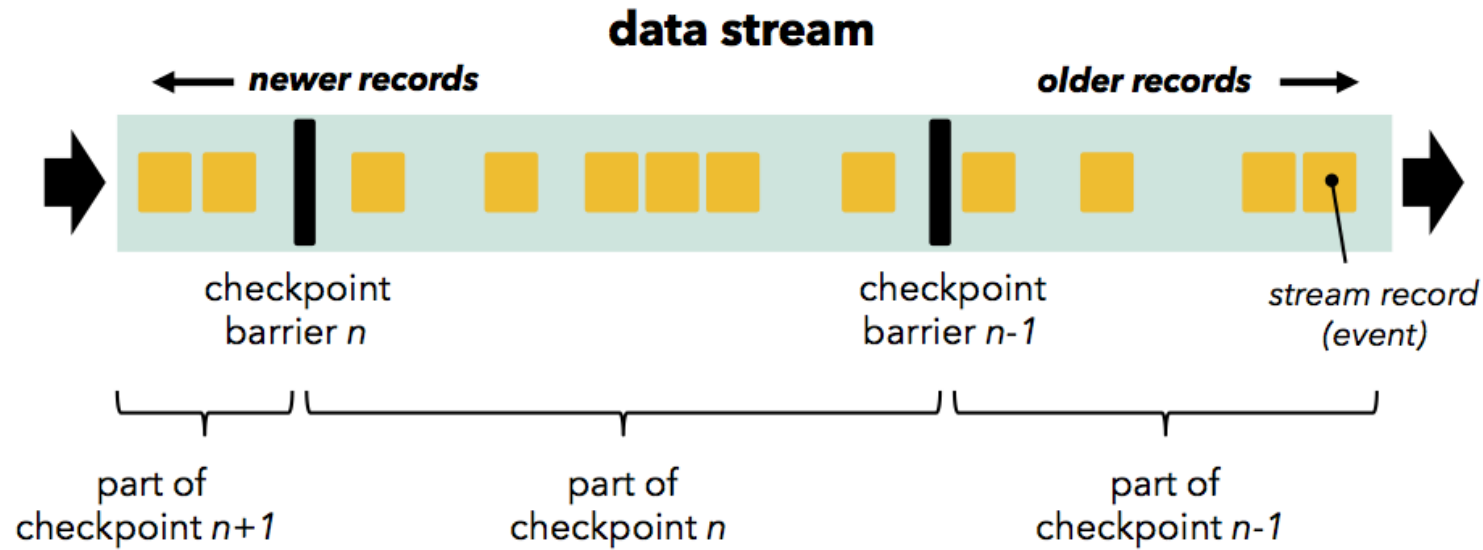 data stream
newer records
older records
checkpoint
barrier n
checkpoint
barrier n-1
stream record
(event)
part of
checkpoint n+1
part of
checkpoint n
part of
checkpoint n-1